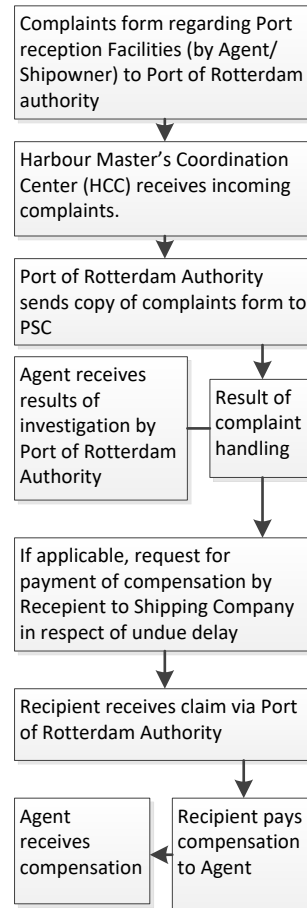 Complaints form regarding Port
reception Facilities (by Agent/
Shipowner) to Port of Rotterdam
authority
Harbour Master's Coordination
Center (HCC) receives incoming
complaints.
Port of Rotterdam Authority
sends copy of complaints form to
PSC
Agent receives
results of
investigation by
Port of Rotterdam
Authority
Result of
complaint
handling
If applicable, request for
payment of compensation by
Recepient to Shipping Company
in respect of undue delay
Recipient receives claim via Port
of Rotterdam Authority
Agent
receives
compensation
Recipient pays
compensation
to Agent